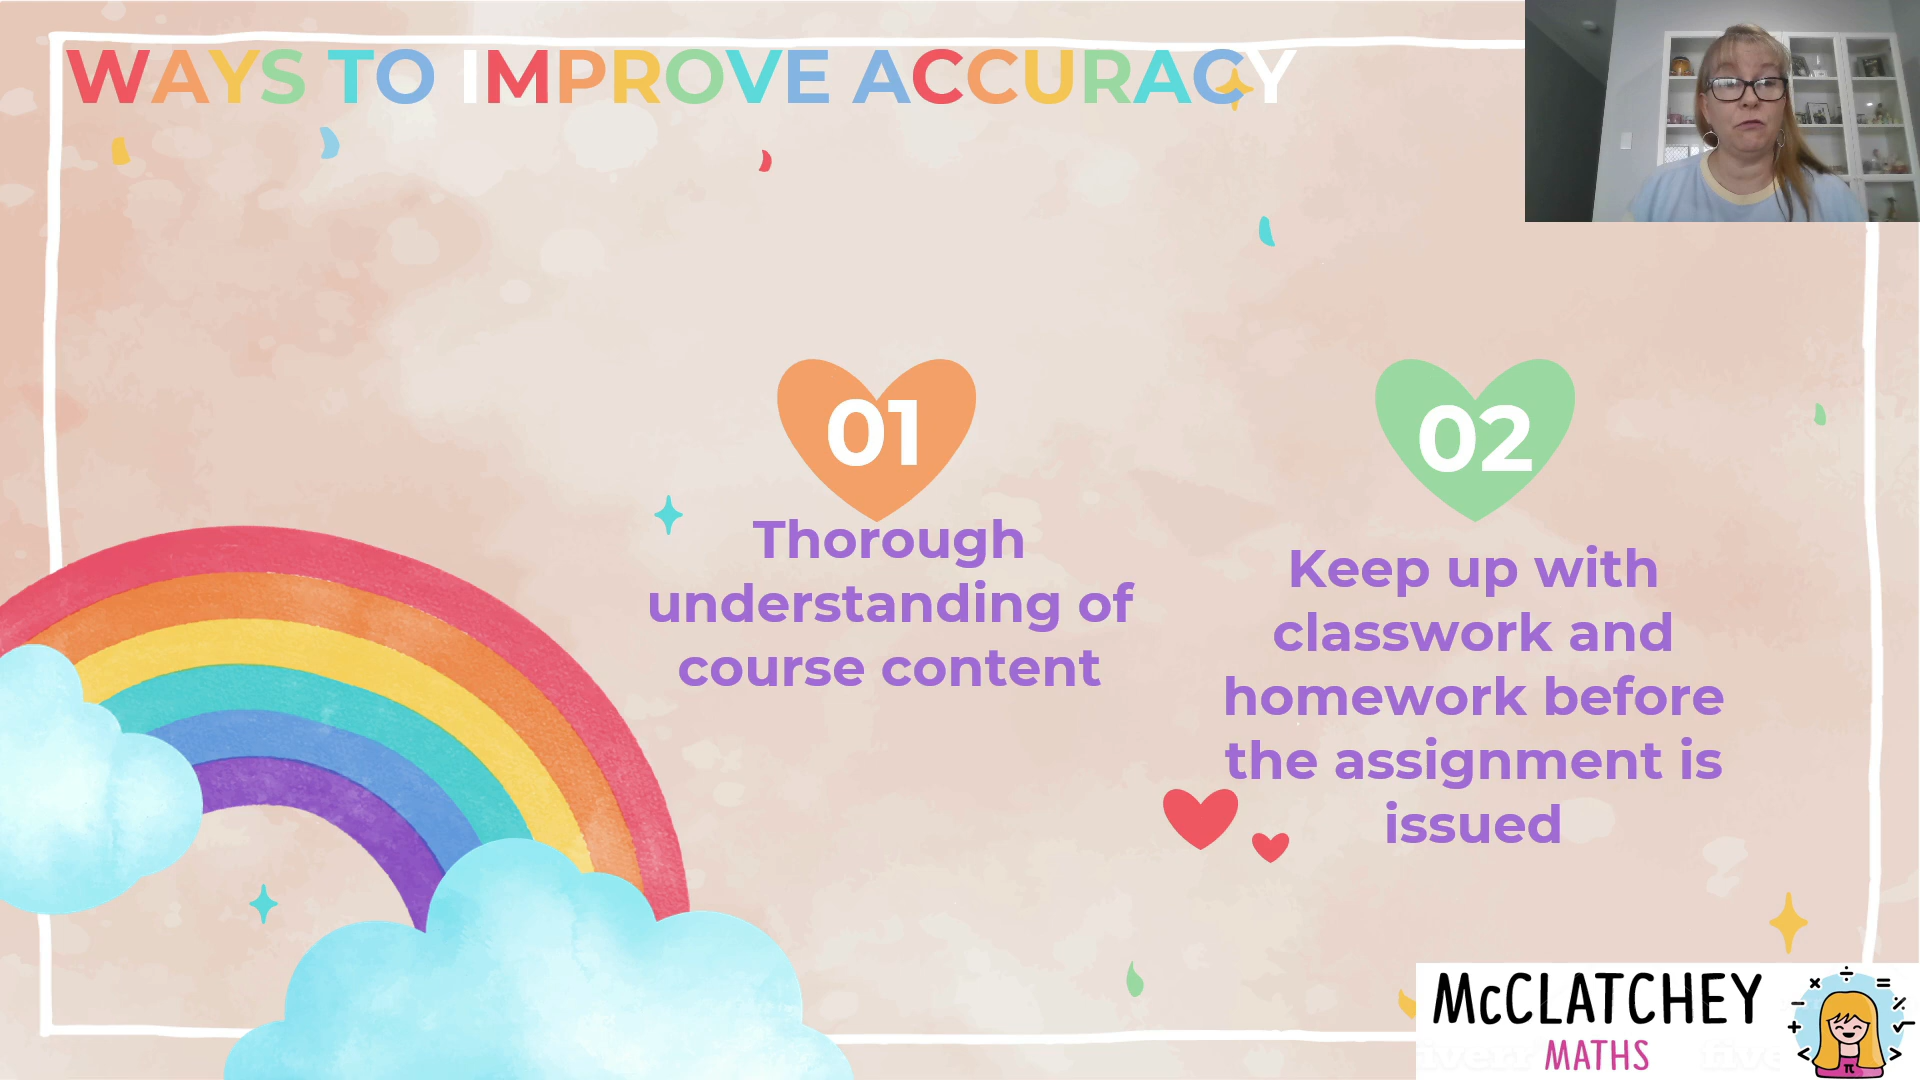 WAYS TO IMPROVE ACCURACY
01
Thorough
understanding of
course content
02
Keep up with
classwork and
homework before
the assignment is
issued
McCLATCHEY
MATHS
π